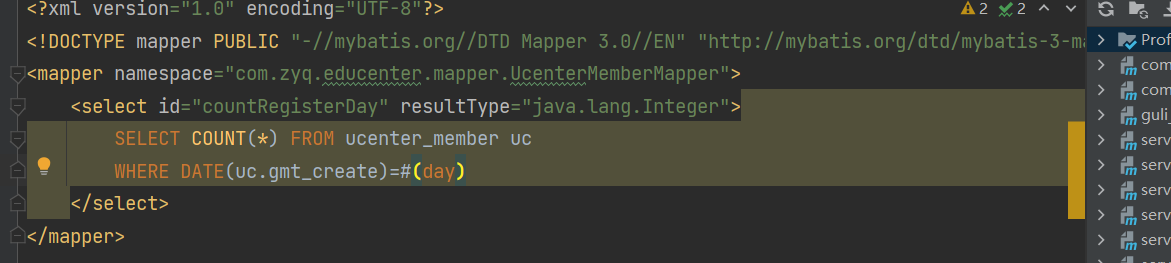 <?xml version="1.0" encoding="UTF-8"?>
2 2
<!DOCTYPE mapper PUBLIC "-//mybatis.org//DTD Mapper 3.0//EN" "http://mybatis.org/dtd/mybatis-3-ma
<mapper namespace="com.zyq.educenter.mapper.UcenterMemberMapper">
<select id="countRegisterDay" resultType="java.lang.Integer">
SELECT COUNT(*) FROM ucenter_member uc
WHERE DATE(uc.gmt_create)=#(day)
</select>
</mapper>
Prof
com
com
guli_
serv
serv
serv
serv
serv